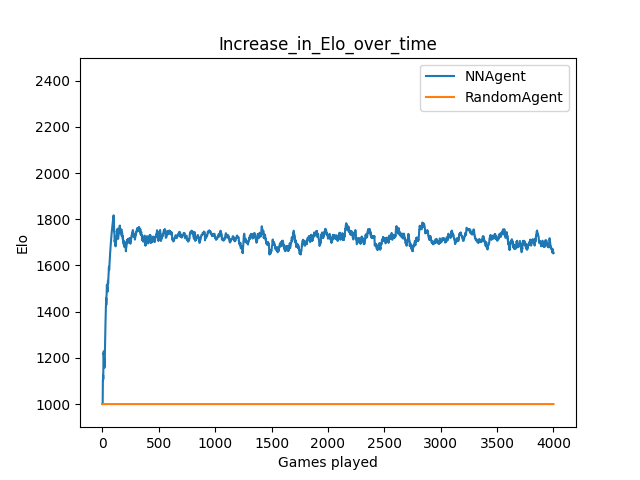 Increase_in_Elo_over_time
NNAgent
RandomAgent
2400
2200
2000
1800
1600
1400
1200
1000
Elo
0 500 1000 1500 2000 2500 3000 3500 4000
Games played